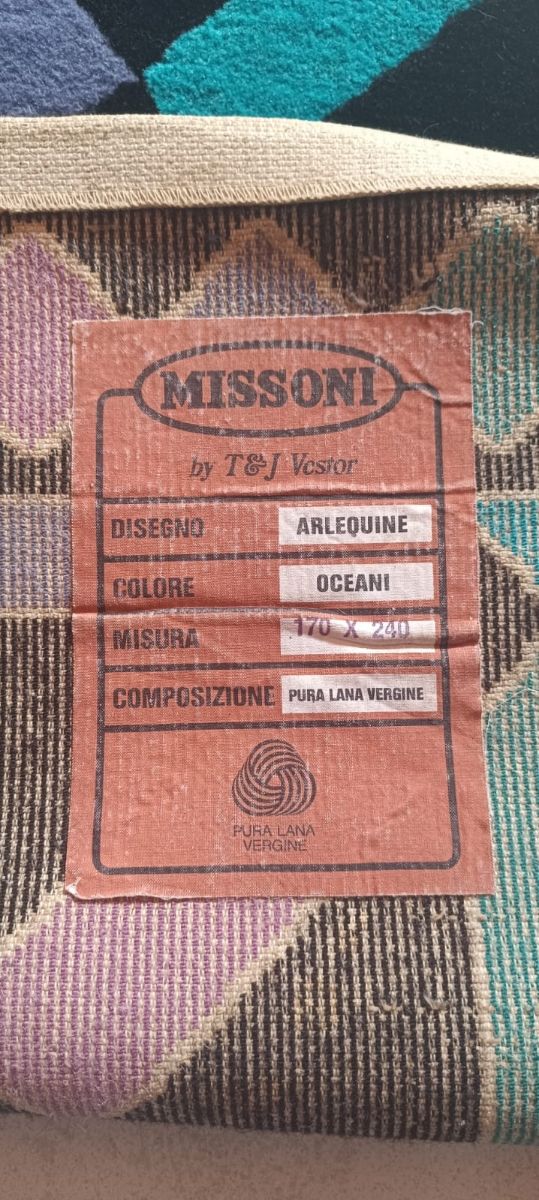 MISSONI
by T&J Vestor
DISEGNO ARLEQUINE
COLORE OCEANI
MISURA 170 X 240
COMPOSIZIONE PURA LANA VERGINE
PURA LANA
VERGINE